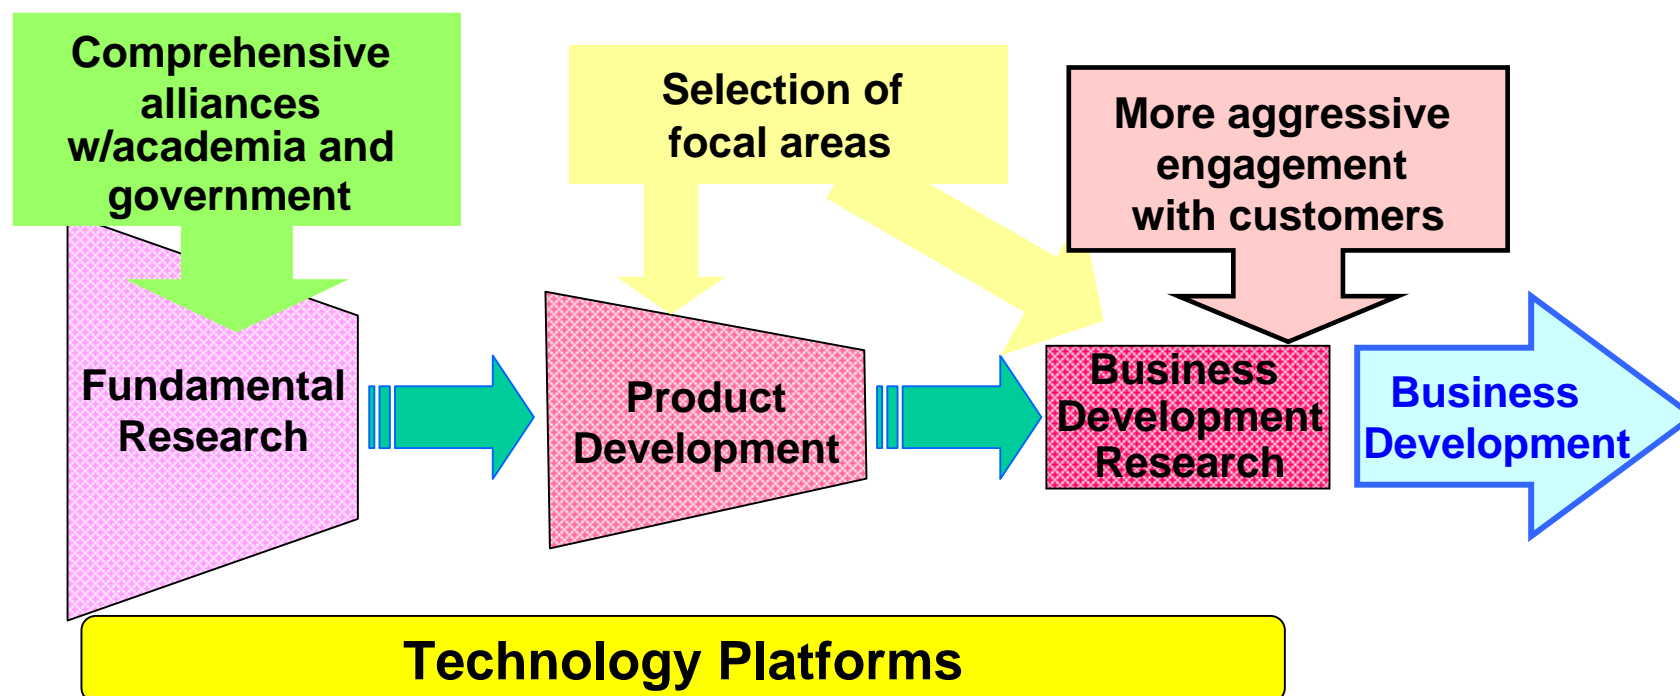 Comprehensive
alliances
w/academia and
government
Selection of
focal areas
More aggressive
engagement
with customers
Fundamental
Research
Product
Development
Business
Development
Research
Business
Development
Technology Platforms